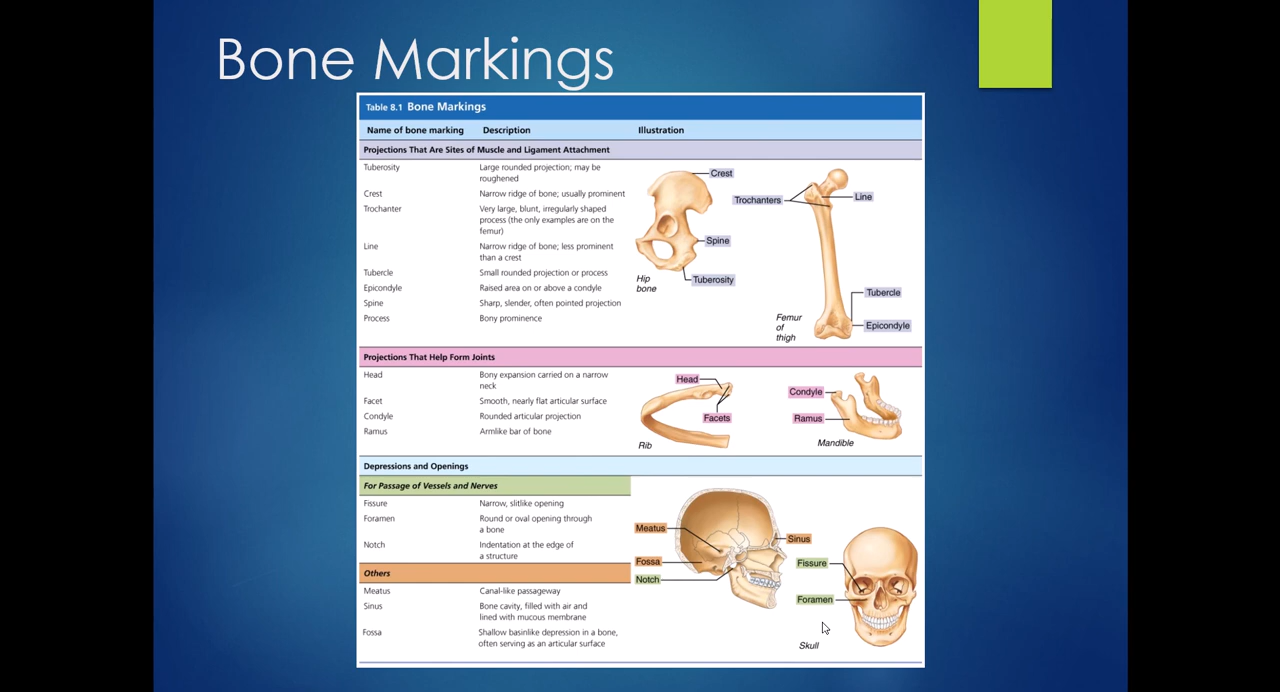 Bone Markings
Table 8.1 Bone Markings
Name of bone marking Description Illustration
Projections That Are Sites of Muscle and Ligament Attachment
Tuberosity Large rounded projection; may be
roughened
Crest Narrow ridge of bone; usually prominent
Trochanter Very large, blunt, irregularly shaped
process (the only examples are on the
femur)
Line Narrow ridge of bone; less prominent
than a crest
Tubercle Small rounded projection or process
Epicondyle Raised area on or above a condyle
Spine Sharp, slender, often pointed projection
Process Bony prominence
Crest
Trochanters
Line
Spine
Tuberosity
Hip
bone
Tubercle
Epicondyle
Femur
of
thigh
Projections That Help Form Joints
Head Bony expansion carried on a narrow
neck
Facet Smooth, nearly flat articular surface
Condyle Rounded articular projection
Ramus Armlike bar of bone
Head
Facets
Rib
Condyle
Ramus
Mandible
Depressions and Openings
For Passage of Vessels and Nerves
Fissure Narrow, slitlike opening
Foramen Round or oval opening through
a bone
Notch Indentation at the edge of
a structure
Others
Meatus Canal-like passageway
Sinus Bone cavity, filled with air and
lined with mucous membrane
Fossa Shallow basinlike depression in a bone,
often serving as an articular surface
Meatus
Sinus
Fossa
Notch
Fissure
Foramen
Skull